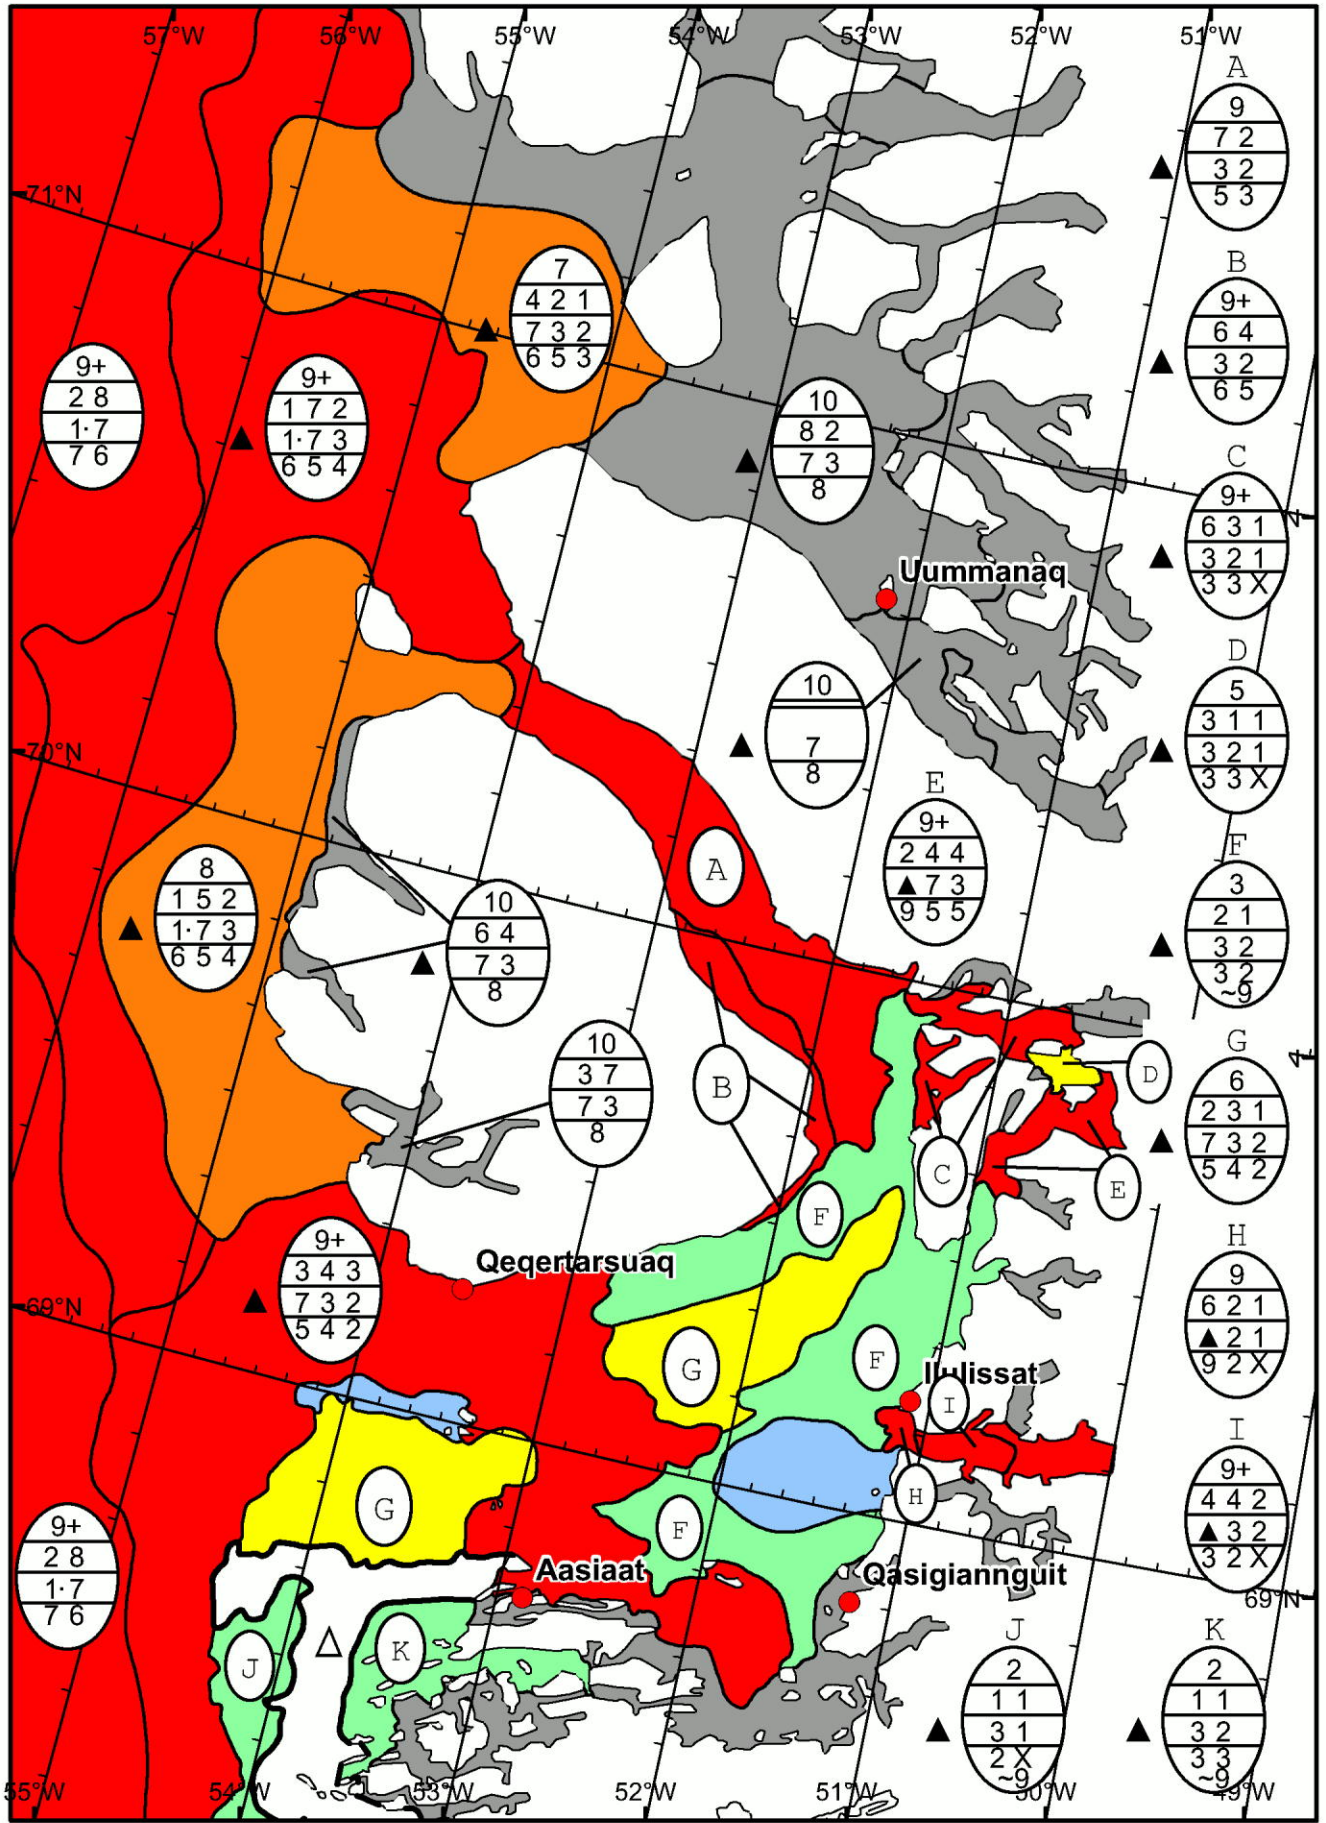 57°W
56°W
55°W
54°W
53°W
52°W
51°W
A
9
7 2
3 2
5 3
71°N
7
4 2 1
7 3 2
6 5 3
B
9+
6 4
3 2
6 5
9+
2 8
1·7
7 6
9+
1 7 2
1·7 3
6 5 4
10
8 2
7 3
8
C
9+
6 3 1
3 2 1
3 3 X
Uummanaq
10
7
8
D
5
3 1 1
3 2 1
3 3 X
70°N
E
9+
2 4 4
▲ 7 3
9 5 5
A
8
1 5 2
1·7 3
6 5 4
10
6 4
7 3
8
F
3
2 1
3 2
3 2
~9
10
3 7
7 3
8
B
D
C
E
G
6
2 3 1
7 3 2
5 4 2
F
9+
3 4 3
7 3 2
5 4 2
Qeqertarsuaq
69°N
H
9
6 2 1
▲ 2 1
9 2 X
G
F
Ilulissat
I
G
H
I
9+
4 4 2
▲ 3 2
3 2 X
9+
2 8
1·7
7 6
F
Aasiaat
Qasigiannguit
69°N
J
K
J
2
1 1
3 1
2 X
~9
K
2
1 1
3 2
3 3
~9
55°W
54°W
53°W
52°W
51°W
50°W
49°W